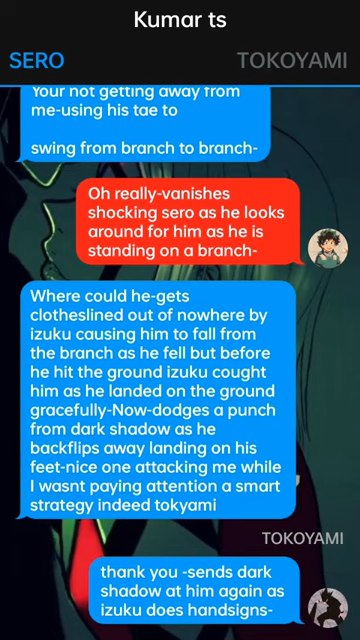 Kumar ts
SERO
TOKOYAMI
Your not getting away from
me-using his tae to
swing from branch to branch-
Oh really-vanishes
shocking sero as he looks
around for him as he is
standing on a branch-
Where could he-gets
clotheslined out of nowhere by
izuku causing him to fall from
the branch as he fell but before
he hit the ground izuku cought
him as he landed on the ground
gracefully-Now-dodges a punch
from dark shadow as he
backflips away landing on his
feet-nice one attacking me while
I wasnt paying attention a smart
strategy indeed tokyami
TOKOYAMI
thank you -sends dark
shadow at him again as
izuku does handsigns-